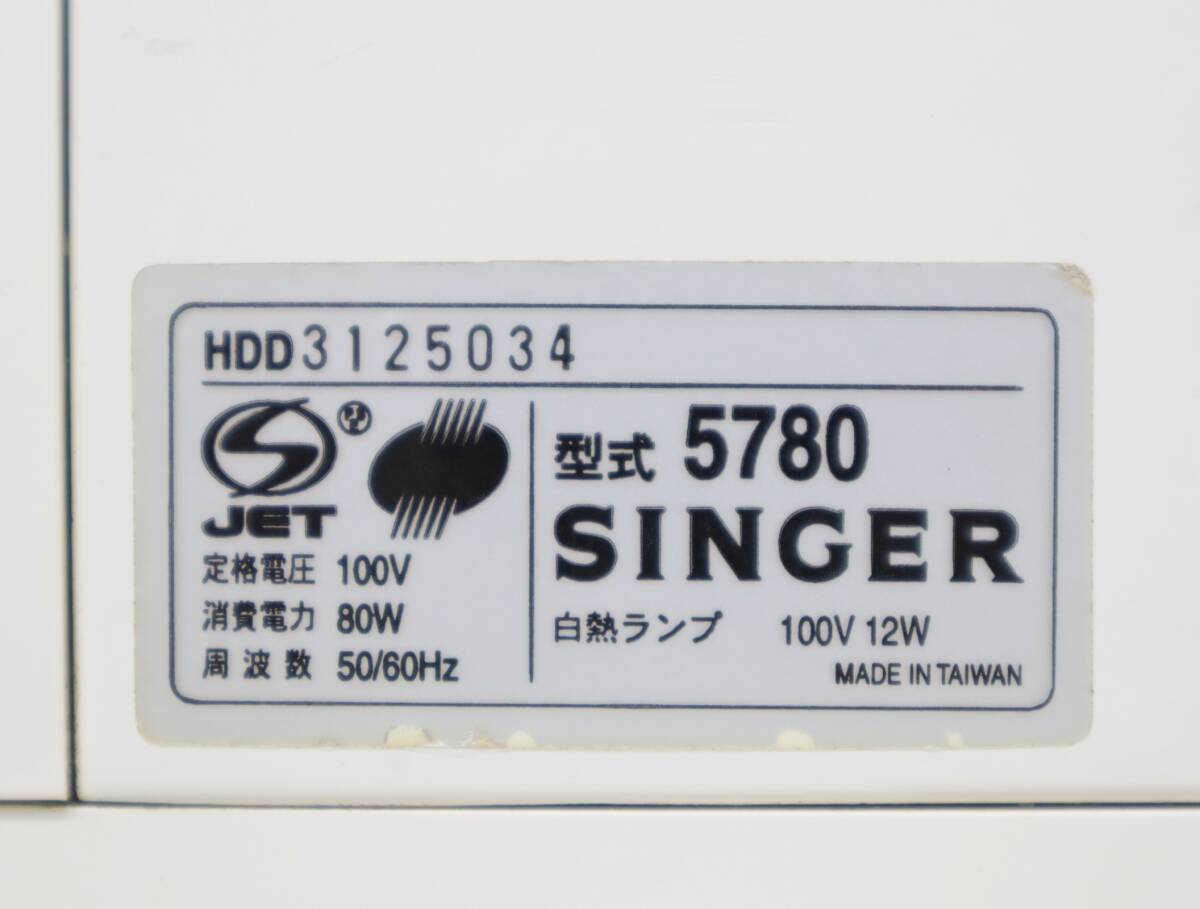 HDD3125034
JET
定格電圧 100V
消費電力 80W
周波数 50/60Hz
型式 5780
SINGER
白熱ランプ 100V 12W
MADE IN TAIWAN